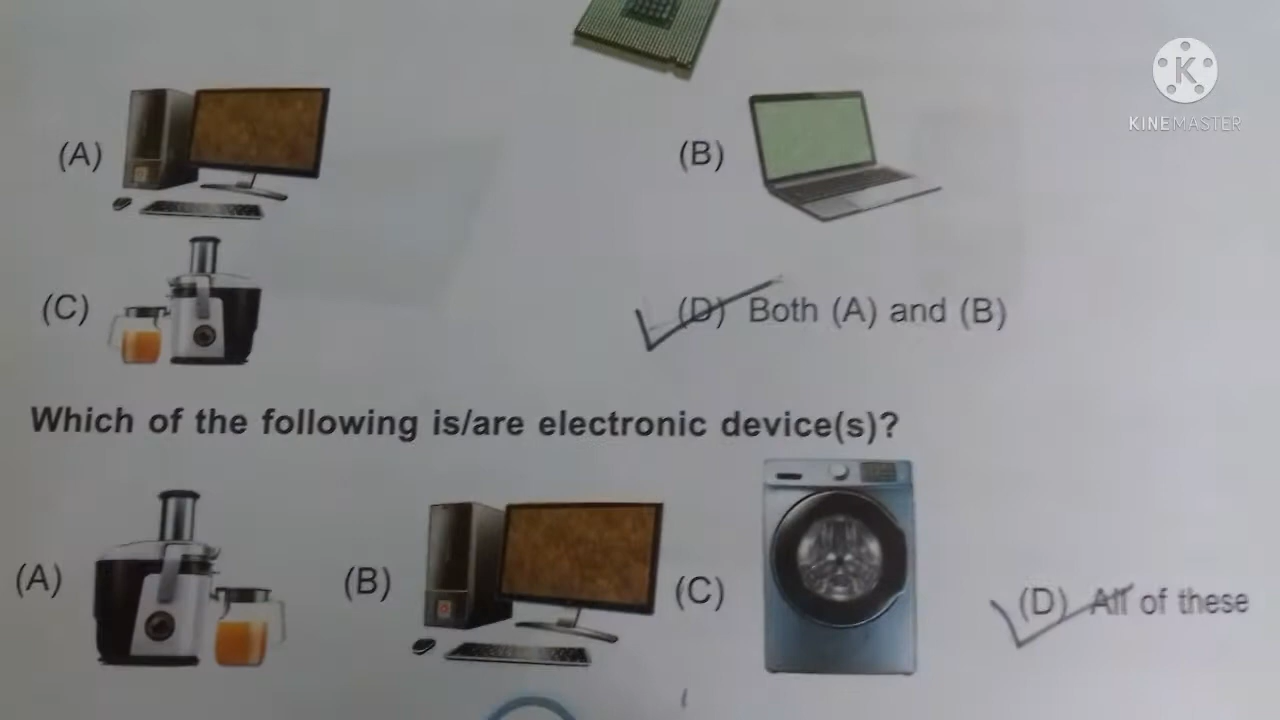 KINEMASTER
(A)
(B)
(C)
(D) Both (A) and (B)
Which of the following is/are electronic device(s)?
(A)
(B)
(C)
(D) All of these